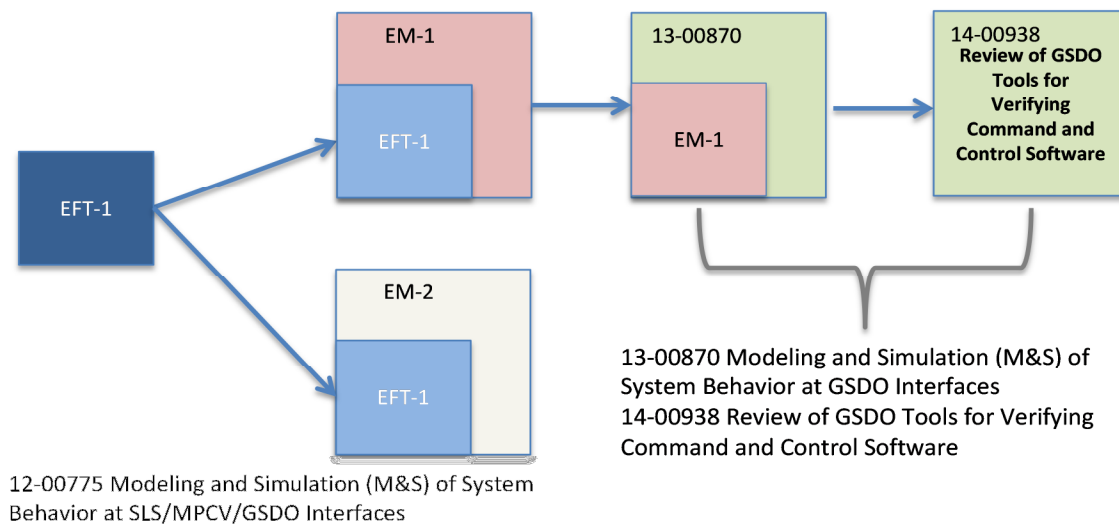 EFT-1
EM-1
EFT-1
EM-2
EFT-1
13-00870
EM-1
14-00938
Review of GSDO
Tools for
Verifying
Command and
Control Software
13-00870 Modeling and Simulation (M&S) of
System Behavior at GSDO Interfaces
14-00938 Review of GSDO Tools for Verifying
Command and Control Software
12-00775 Modeling and Simulation (M&S) of System
Behavior at SLS/MPCV/GSDO Interfaces